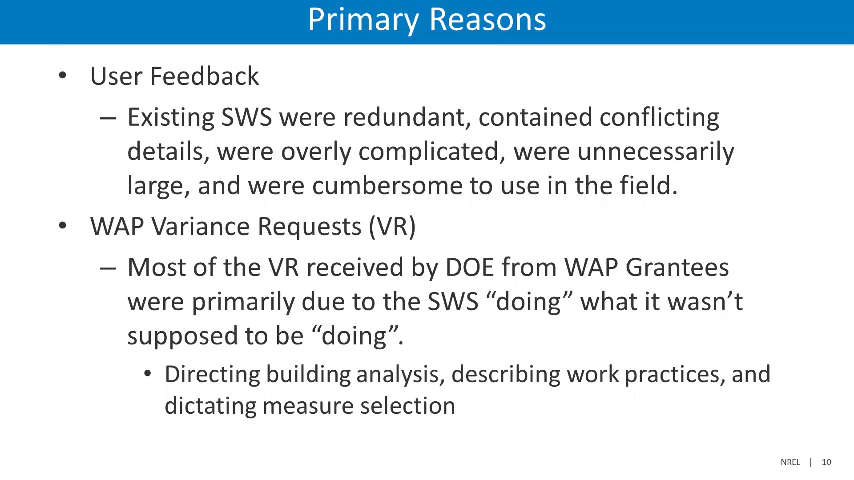 Primary Reasons
• User Feedback
– Existing SWS were redundant, contained conflicting
details, were overly complicated, were unnecessarily
large, and were cumbersome to use in the field.
• WAP Variance Requests (VR)
– Most of the VR received by DOE from WAP Grantees
were primarily due to the SWS “doing” what it wasn’t
supposed to be “doing”.
• Directing building analysis, describing work practices, and
dictating measure selection
NREL | 10